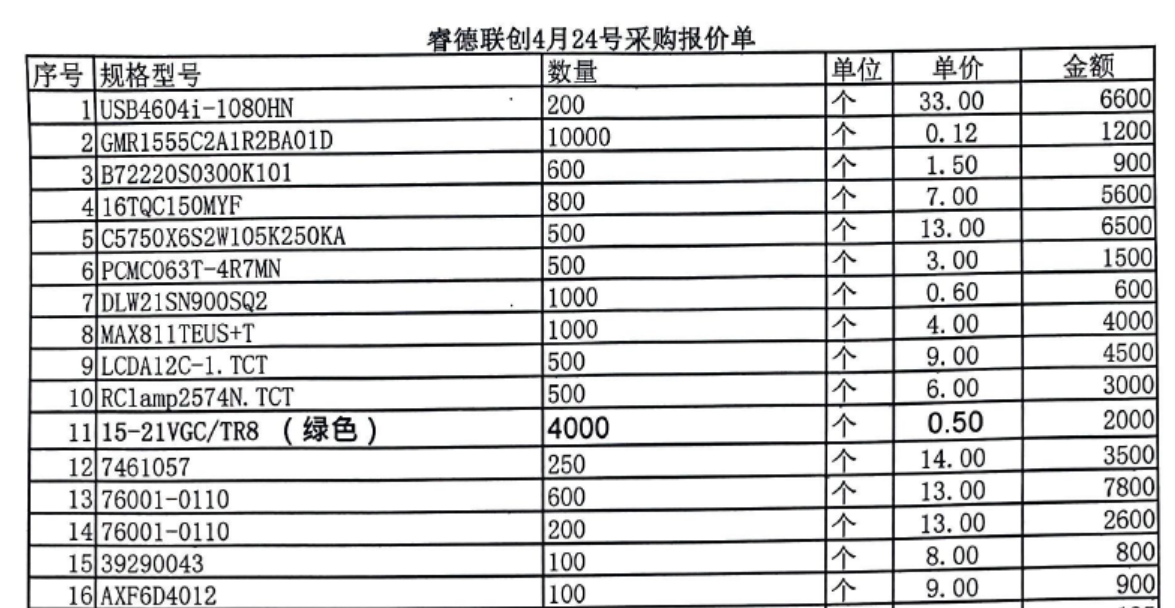 睿德联创4月24号采购报价单
序号 规格型号 数量 单位 单价 金额
1 USB4604i-1080HN 200 个 33.00 6600
2 GMR1555C2A1R2BA01D 10000 个 0.12 1200
3 B72220S0300K101 600 个 1.50 900
4 16TQC150MYF 800 个 7.00 5600
5 C5750X6S2W105K250KA 500 个 13.00 6500
6 PCMC063T-4R7MN 500 个 3.00 1500
7 DLW21SN900SQ2 1000 个 0.60 600
8 MAX811TEUS+T 1000 个 4.00 4000
9 LCDA12C-1.TCT 500 个 9.00 4500
10 RClamp2574N.TCT 500 个 6.00 3000
11 15-21VGC/TR8 （绿色） 4000 个 0.50 2000
12 7461057 250 个 14.00 3500
13 76001-0110 600 个 13.00 7800
14 76001-0110 200 个 13.00 2600
15 39290043 100 个 8.00 800
16 AXF6D4012 100 个 9.00 900